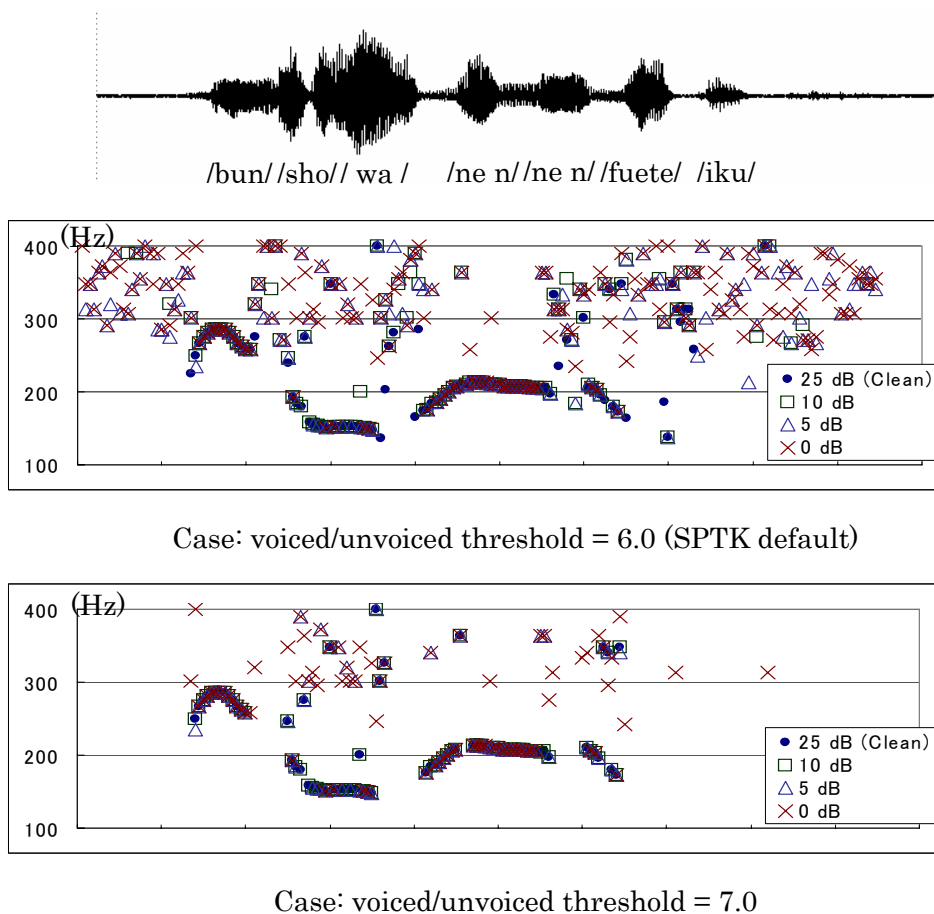 /bun/ /sho// wa / /ne n/ /ne n/ /fuete/ /iku/
(Hz)
400
300
200
100
25 dB (Clean)
10 dB
5 dB
0 dB
Case: voiced/unvoiced threshold = 6.0 (SPTK default)
(Hz)
400
300
200
100
25 dB (Clean)
10 dB
5 dB
0 dB
Case: voiced/unvoiced threshold = 7.0